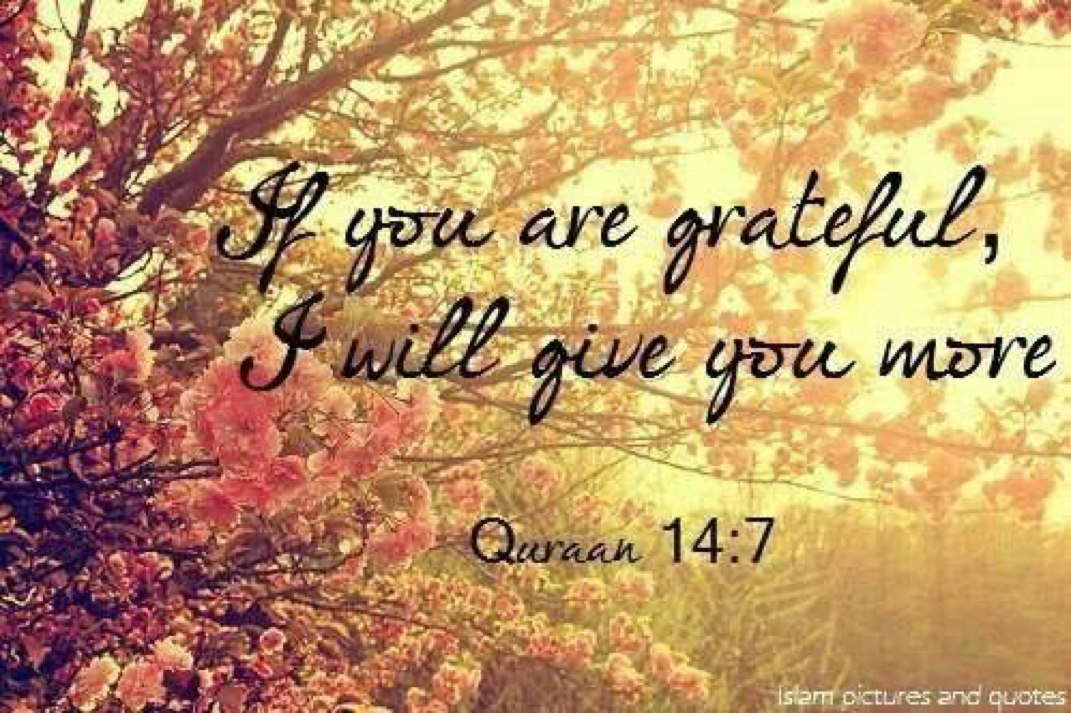 If you are grateful,
I will give you more
Quraan 14:7
Islam pictures and quotes